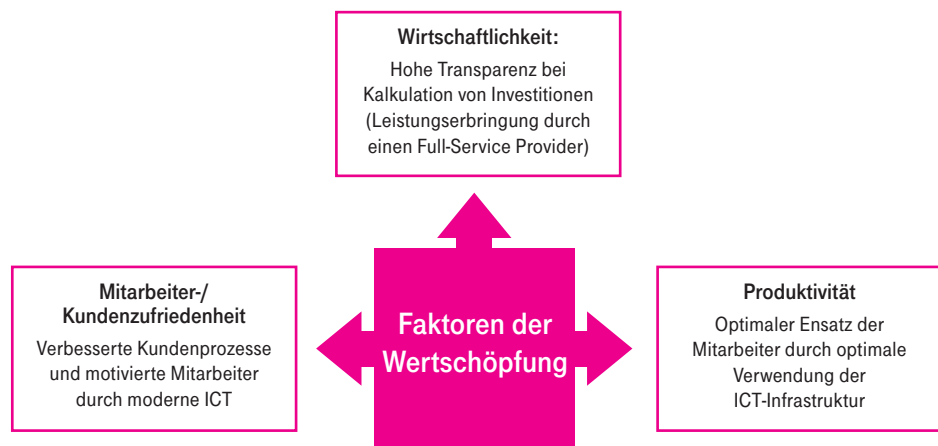 Wirtschaftlichkeit:
Hohe Transparenz bei
Kalkulation von Investitionen
(Leistungserbringung durch
einen Full-Service Provider)
Mitarbeiter-/
Kundenzufriedenheit
Verbesserte Kundenprozesse
und motivierte Mitarbeiter
durch moderne ICT
Faktoren der
Wertschöpfung
Produktivität
Optimaler Ensatz der
Mitarbeiter durch optimale
Verwendung der
ICT-Infrastruktur